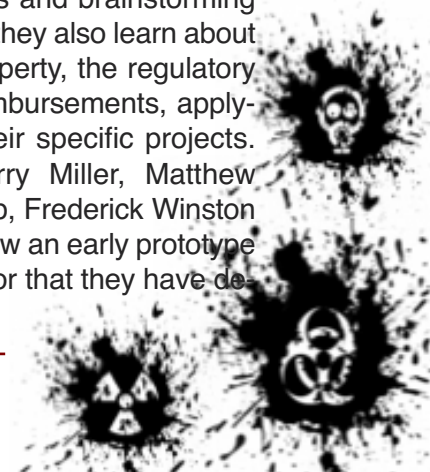 s and brainstorming
They also learn about
perty, the regulatory
mbursements, apply-
eir specific projects.
rry Miller, Matthew
o, Frederick Winston
w an early prototype
or that they have de-